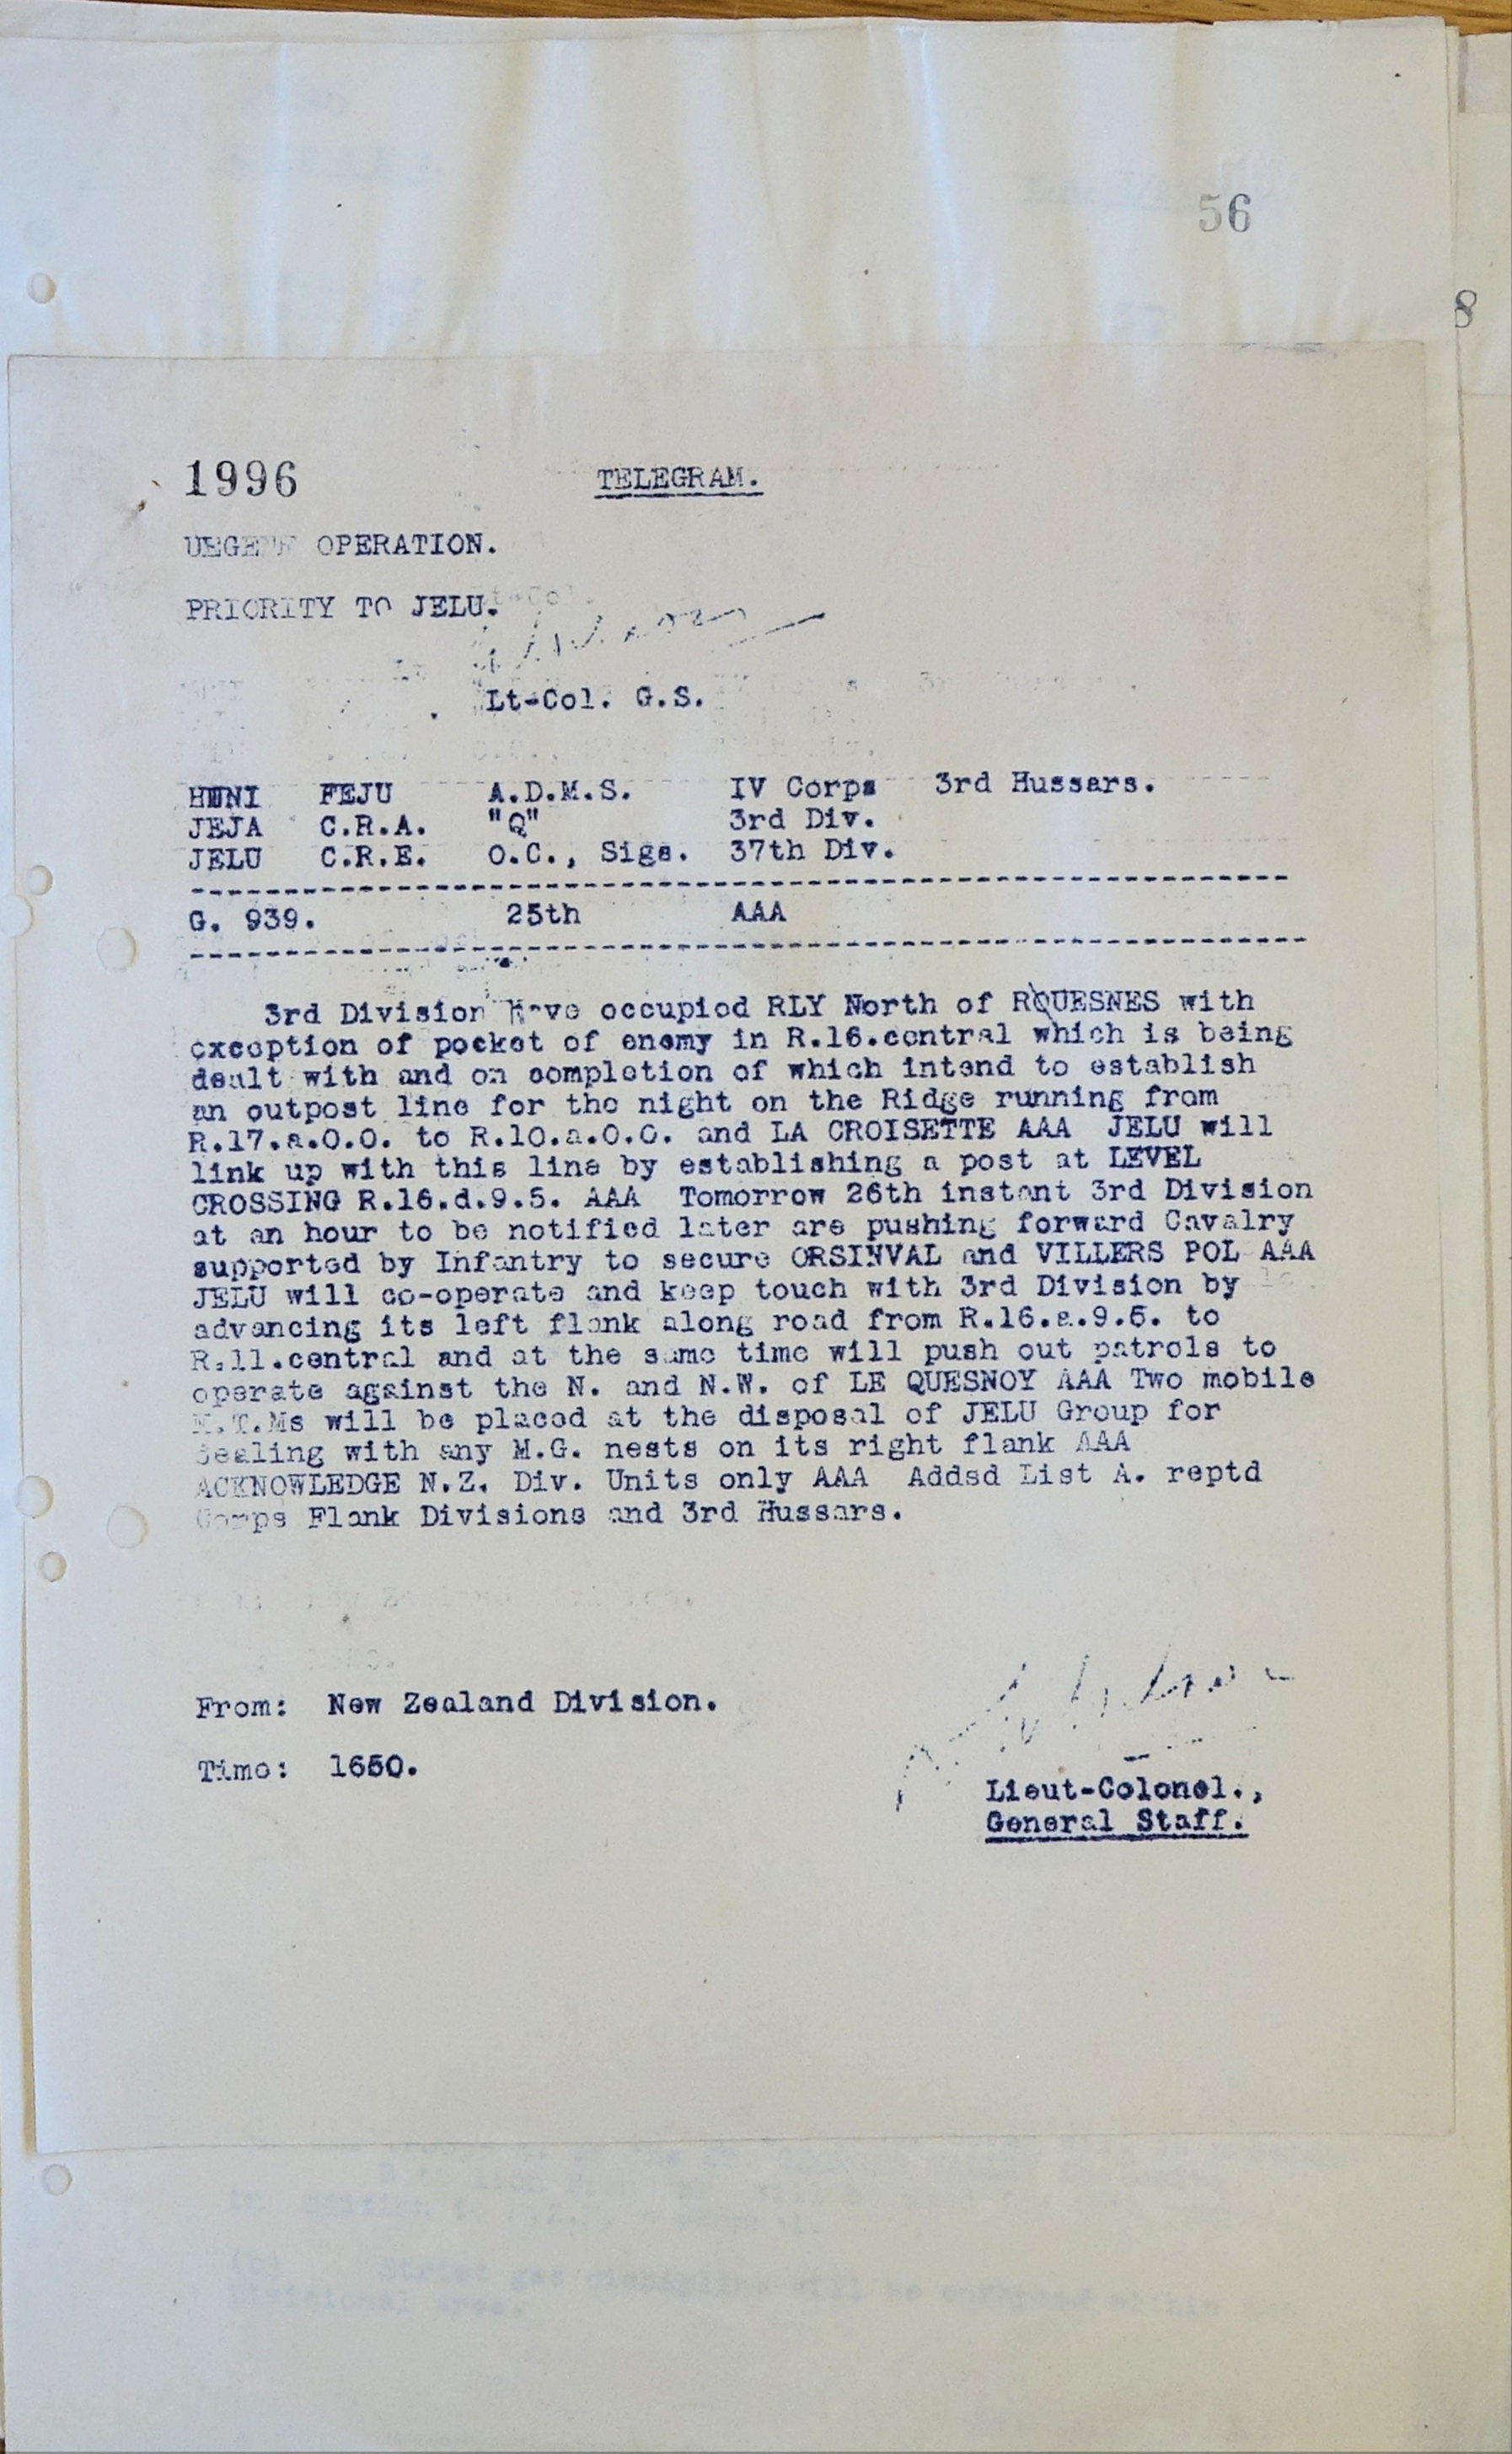 56
8
1996 TELEGRAM.
OPERATION.
PRIORITY TO JELU.
Lt-Col. G.S.
HUNI FEJU A.D.M.S. IV Corps 3rd Hussars.
JEJA C.R.A. "Q" 3rd Div.
JELU C.R.E. O.C., Sigs. 37th Div.
G. 939. 25th AAA
3rd Division have occupied RLY North of RQUESNES with
exception of pocket of enemy in R.16.central which is being
dealt with and on completion of which intend to establish
an outpost line for the night on the Ridge running from
R.17.a.0.0. to R.10.a.0.0. and LA CROISETTE AAA JELU will
link up with this line by establishing a post at LEVEL
CROSSING R.16.d.9.5. AAA Tomorrow 26th instant 3rd Division
at an hour to be notified later are pushing forward Cavalry
supported by Infantry to secure ORSINVAL and VILLERS POL AAA
JELU will co-operate and keep touch with 3rd Division by
advancing its left flank along road from R.16.a.9.5. to
R.11.central and at the same time will push out patrols to
operate against the N. and N.W. of LE QUESNOY AAA Two mobile
M.T.Ms will be placed at the disposal of JELU Group for
dealing with any M.G. nests on its right flank AAA
ACKNOWLEDGE N.Z. Div. Units only AAA Addsd List A. reptd
Corps Flank Divisions and 3rd Hussars.
From: New Zealand Division.
Time: 1650.
Lieut-Colonel.,
General Staff.